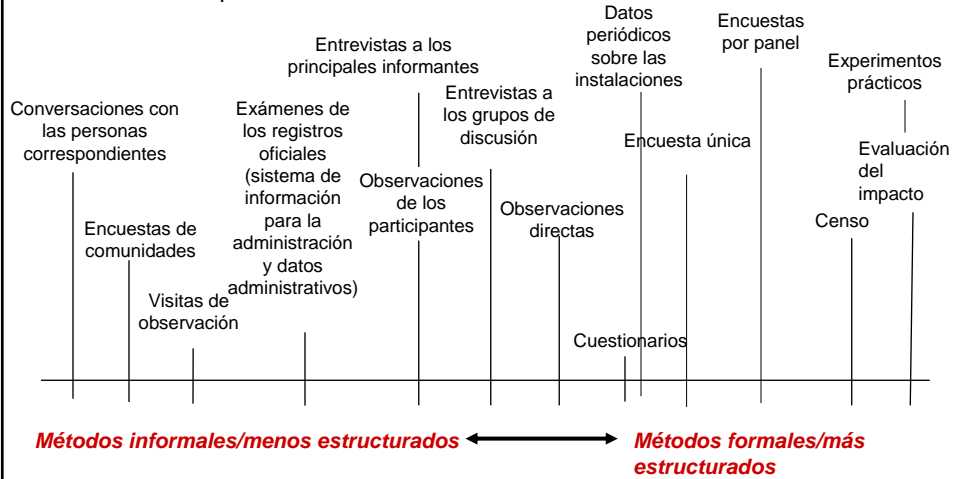 Conversaciones con
las personas
correspondientes
Encuestas de
comunidades
Visitas de
observación
Exámenes de
los registros
oficiales
(sistema de
información
para la
administración
y datos
administrativos)
Entrevistas a los
principales informantes
Observaciones
de los
participantes
Entrevistas a
los grupos de
discusión
Observaciones
directas
Cuestionarios
Datos
periódicos
sobre las
instalaciones
Encuesta única
Encuestas
por panel
Censo
Experimentos
prácticos
Evaluación
del
impacto
Métodos informales/menos estructurados
Métodos formales/más
estructurados